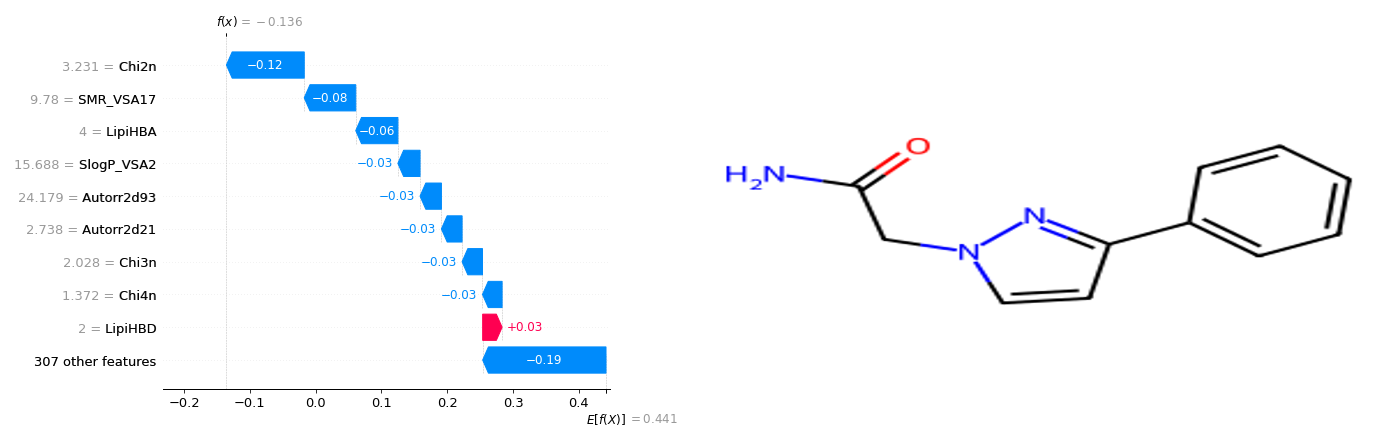 f(x) = −0.136
3.231 = Chi2n −0.12
9.78 = SMR_VSA17 −0.08
4 = LipiHBA −0.06
15.688 = SlogP_VSA2 −0.03
24.179 = Autorr2d93 −0.03
2.738 = Autorr2d21 −0.03
2.028 = Chi3n −0.03
1.372 = Chi4n −0.03
2 = LipiHBD +0.03
307 other features −0.19
−0.2 −0.1 0.0 0.1 0.2 0.3 0.4
E[f(X)] = 0.441
O
H2N
N
N